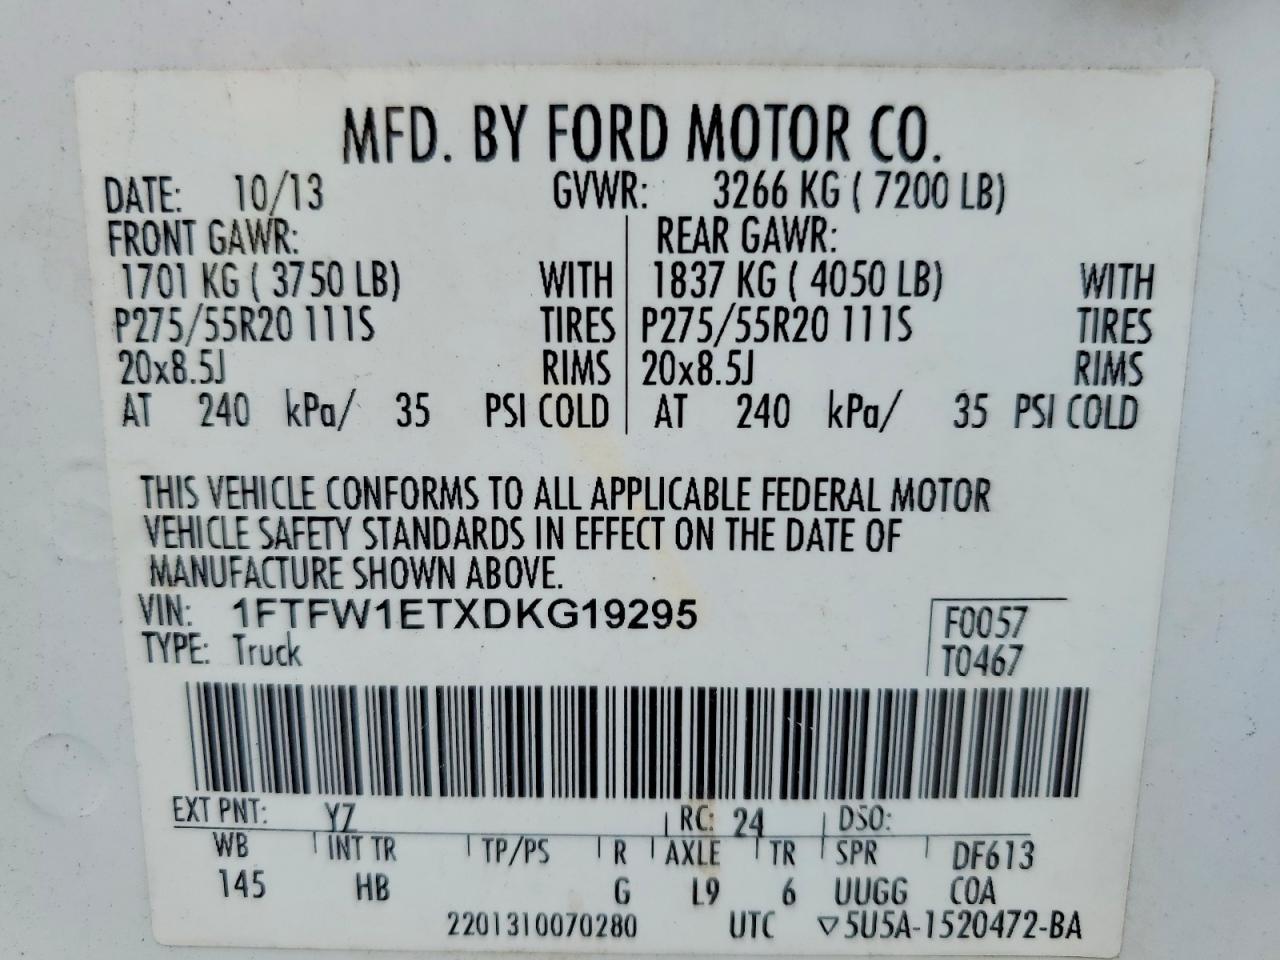 MFD. BY FORD MOTOR CO.
DATE: 10/13 GVWR: 3266 KG ( 7200 LB)
FRONT GAWR: REAR GAWR:
1701 KG ( 3750 LB) WITH 1837 KG ( 4050 LB) WITH
P275/55R20 111S TIRES P275/55R20 111S TIRES
20x8.5J RIMS 20x8.5J RIMS
AT 240 kPa/ 35 PSI COLD AT 240 kPa/ 35 PSI COLD
THIS VEHICLE CONFORMS TO ALL APPLICABLE FEDERAL MOTOR
VEHICLE SAFETY STANDARDS IN EFFECT ON THE DATE OF
MANUFACTURE SHOWN ABOVE.
VIN: 1FTFW1ETXDKG19295 F0057
TYPE: Truck T0467
EXT PNT: YZ RC: 24 DSO:
WB INT TR TP/PS R AXLE TR SPR DF613
145 HB G L9 6 UUGG COA
2201310070280 UTC ▽5U5A-1520472-BA